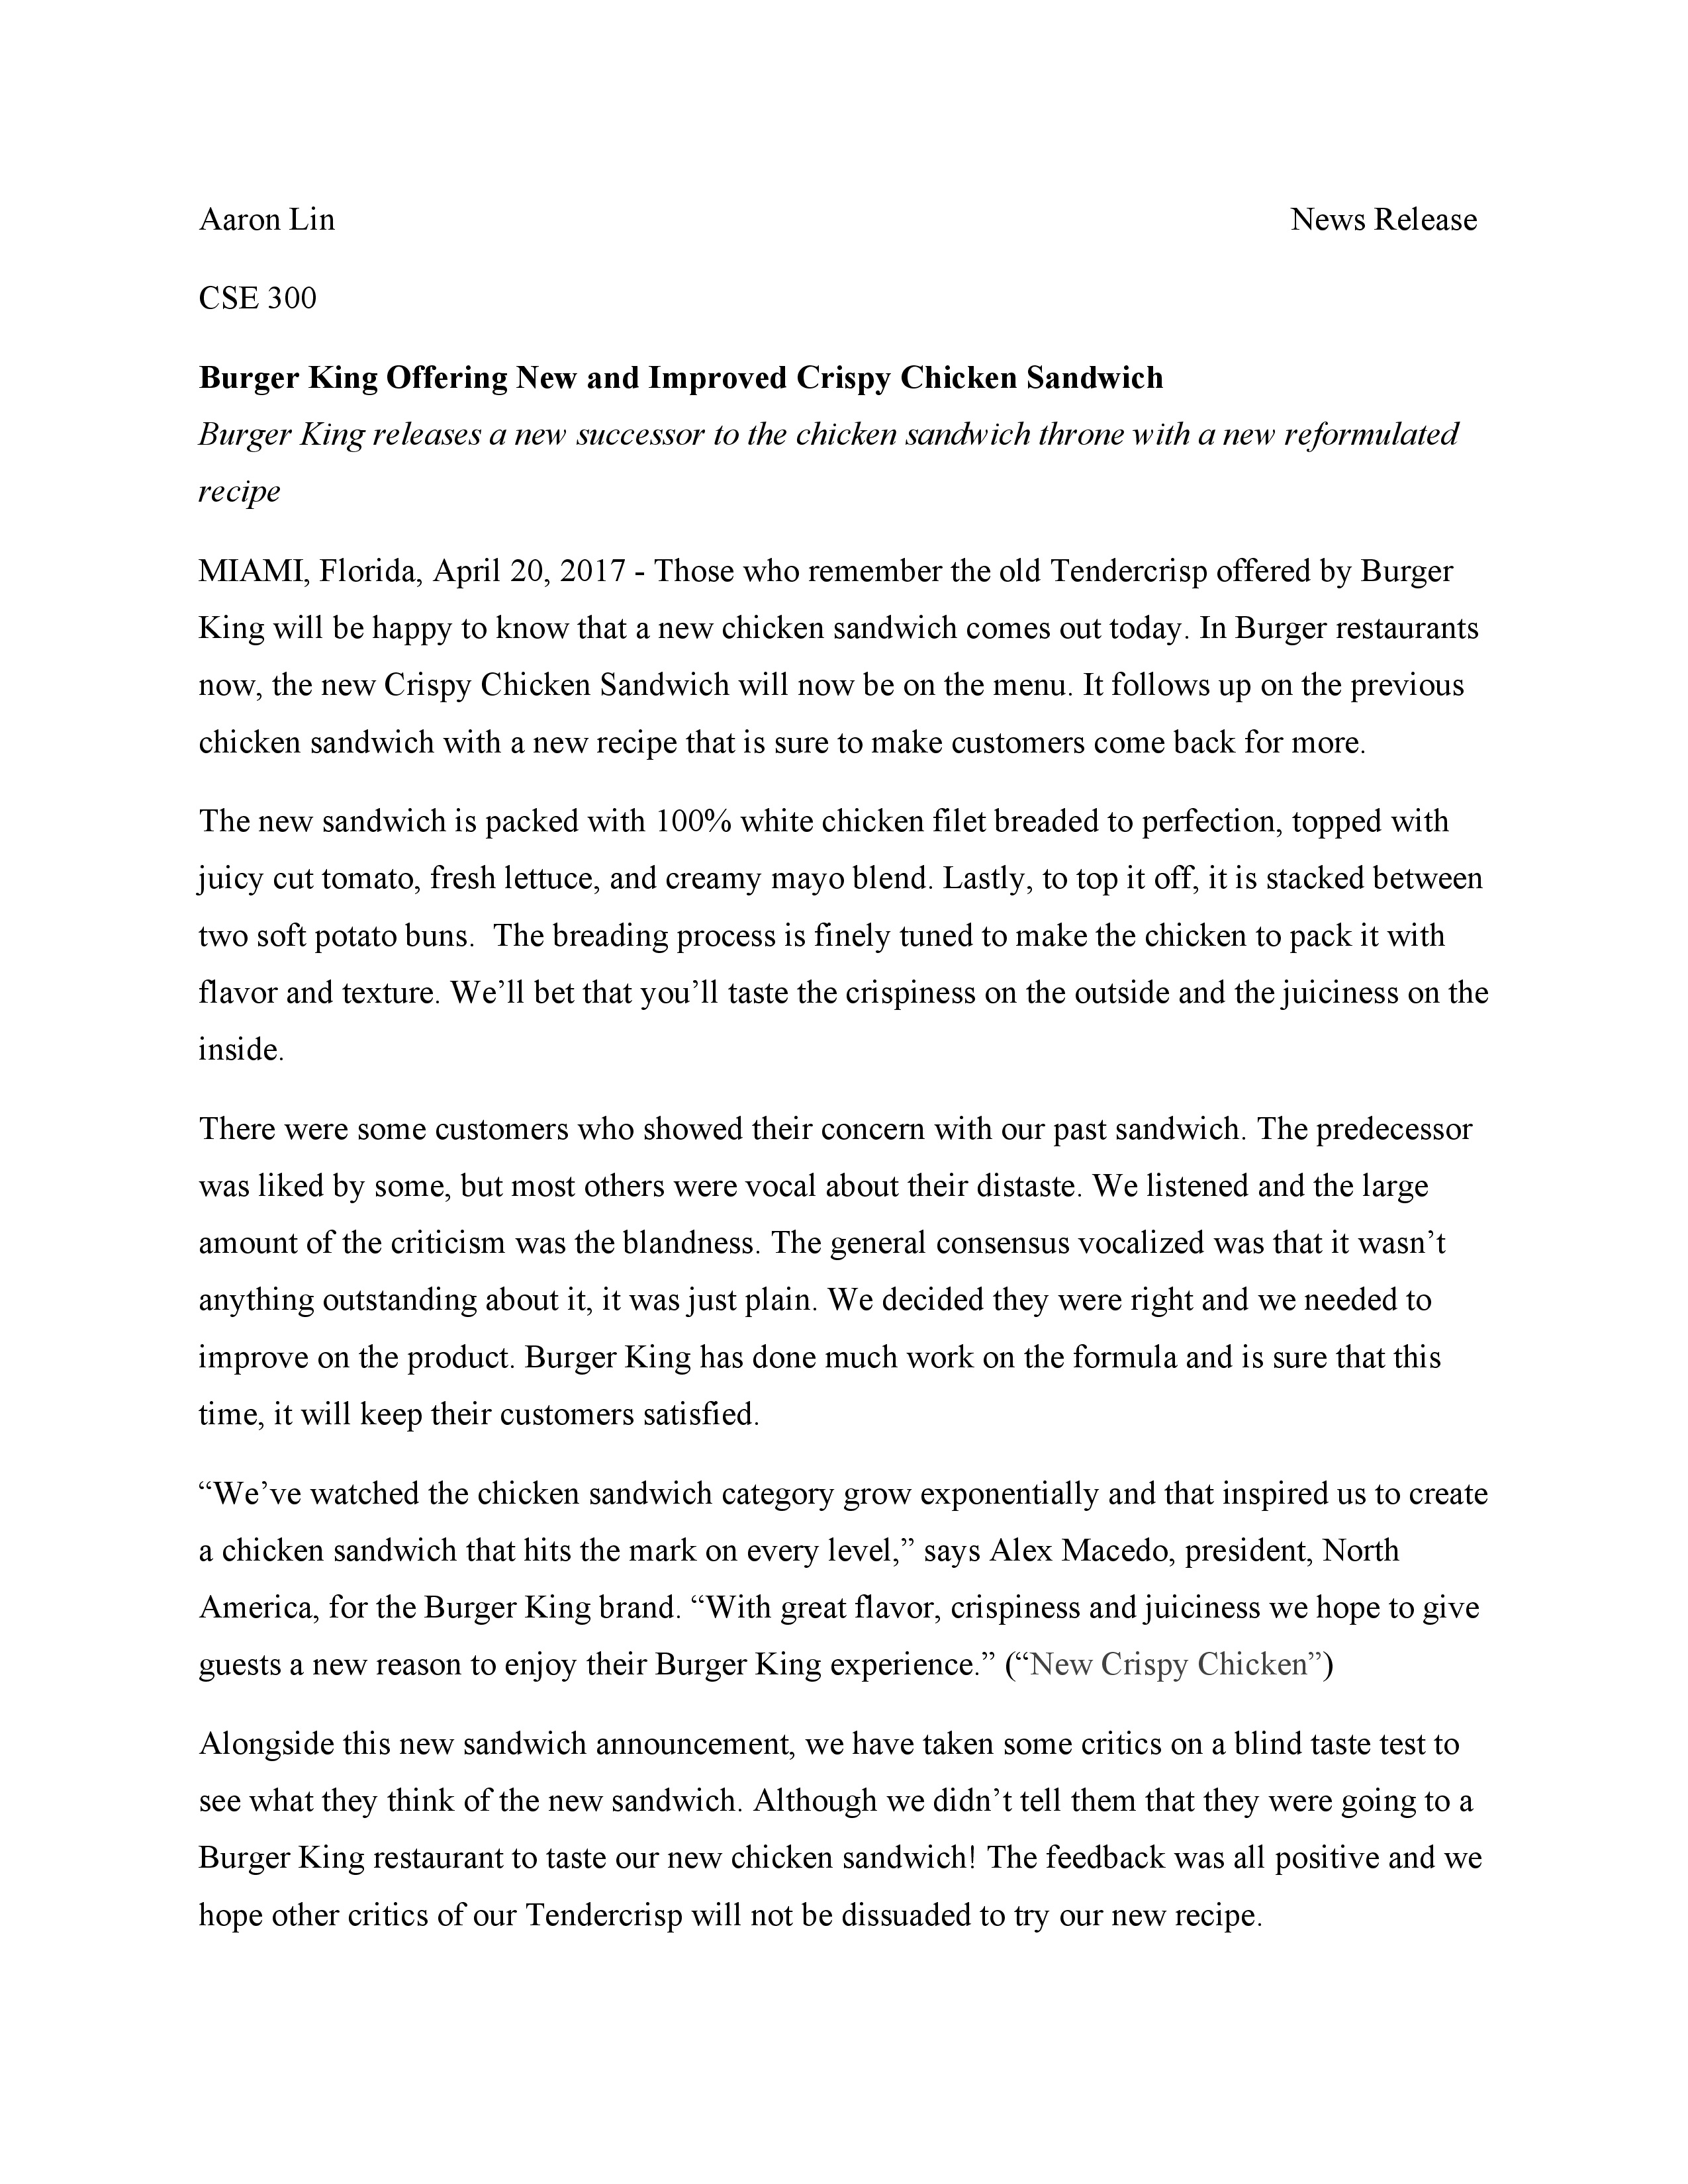 Aaron Lin News Release
CSE 300
Burger King Offering New and Improved Crispy Chicken Sandwich
Burger King releases a new successor to the chicken sandwich throne with a new reformulated
recipe
MIAMI, Florida, April 20, 2017 - Those who remember the old Tendercrisp offered by Burger
King will be happy to know that a new chicken sandwich comes out today. In Burger restaurants
now, the new Crispy Chicken Sandwich will now be on the menu. It follows up on the previous
chicken sandwich with a new recipe that is sure to make customers come back for more.
The new sandwich is packed with 100% white chicken filet breaded to perfection, topped with
juicy cut tomato, fresh lettuce, and creamy mayo blend. Lastly, to top it off, it is stacked between
two soft potato buns.  The breading process is finely tuned to make the chicken to pack it with
flavor and texture. We’ll bet that you’ll taste the crispiness on the outside and the juiciness on the
inside.
There were some customers who showed their concern with our past sandwich. The predecessor
was liked by some, but most others were vocal about their distaste. We listened and the large
amount of the criticism was the blandness. The general consensus vocalized was that it wasn’t
anything outstanding about it, it was just plain. We decided they were right and we needed to
improve on the product. Burger King has done much work on the formula and is sure that this
time, it will keep their customers satisfied.
“We’ve watched the chicken sandwich category grow exponentially and that inspired us to create
a chicken sandwich that hits the mark on every level,” says Alex Macedo, president, North
America, for the Burger King brand. “With great flavor, crispiness and juiciness we hope to give
guests a new reason to enjoy their Burger King experience.” (“New Crispy Chicken”)
Alongside this new sandwich announcement, we have taken some critics on a blind taste test to
see what they think of the new sandwich. Although we didn’t tell them that they were going to a
Burger King restaurant to taste our new chicken sandwich! The feedback was all positive and we
hope other critics of our Tendercrisp will not be dissuaded to try our new recipe.